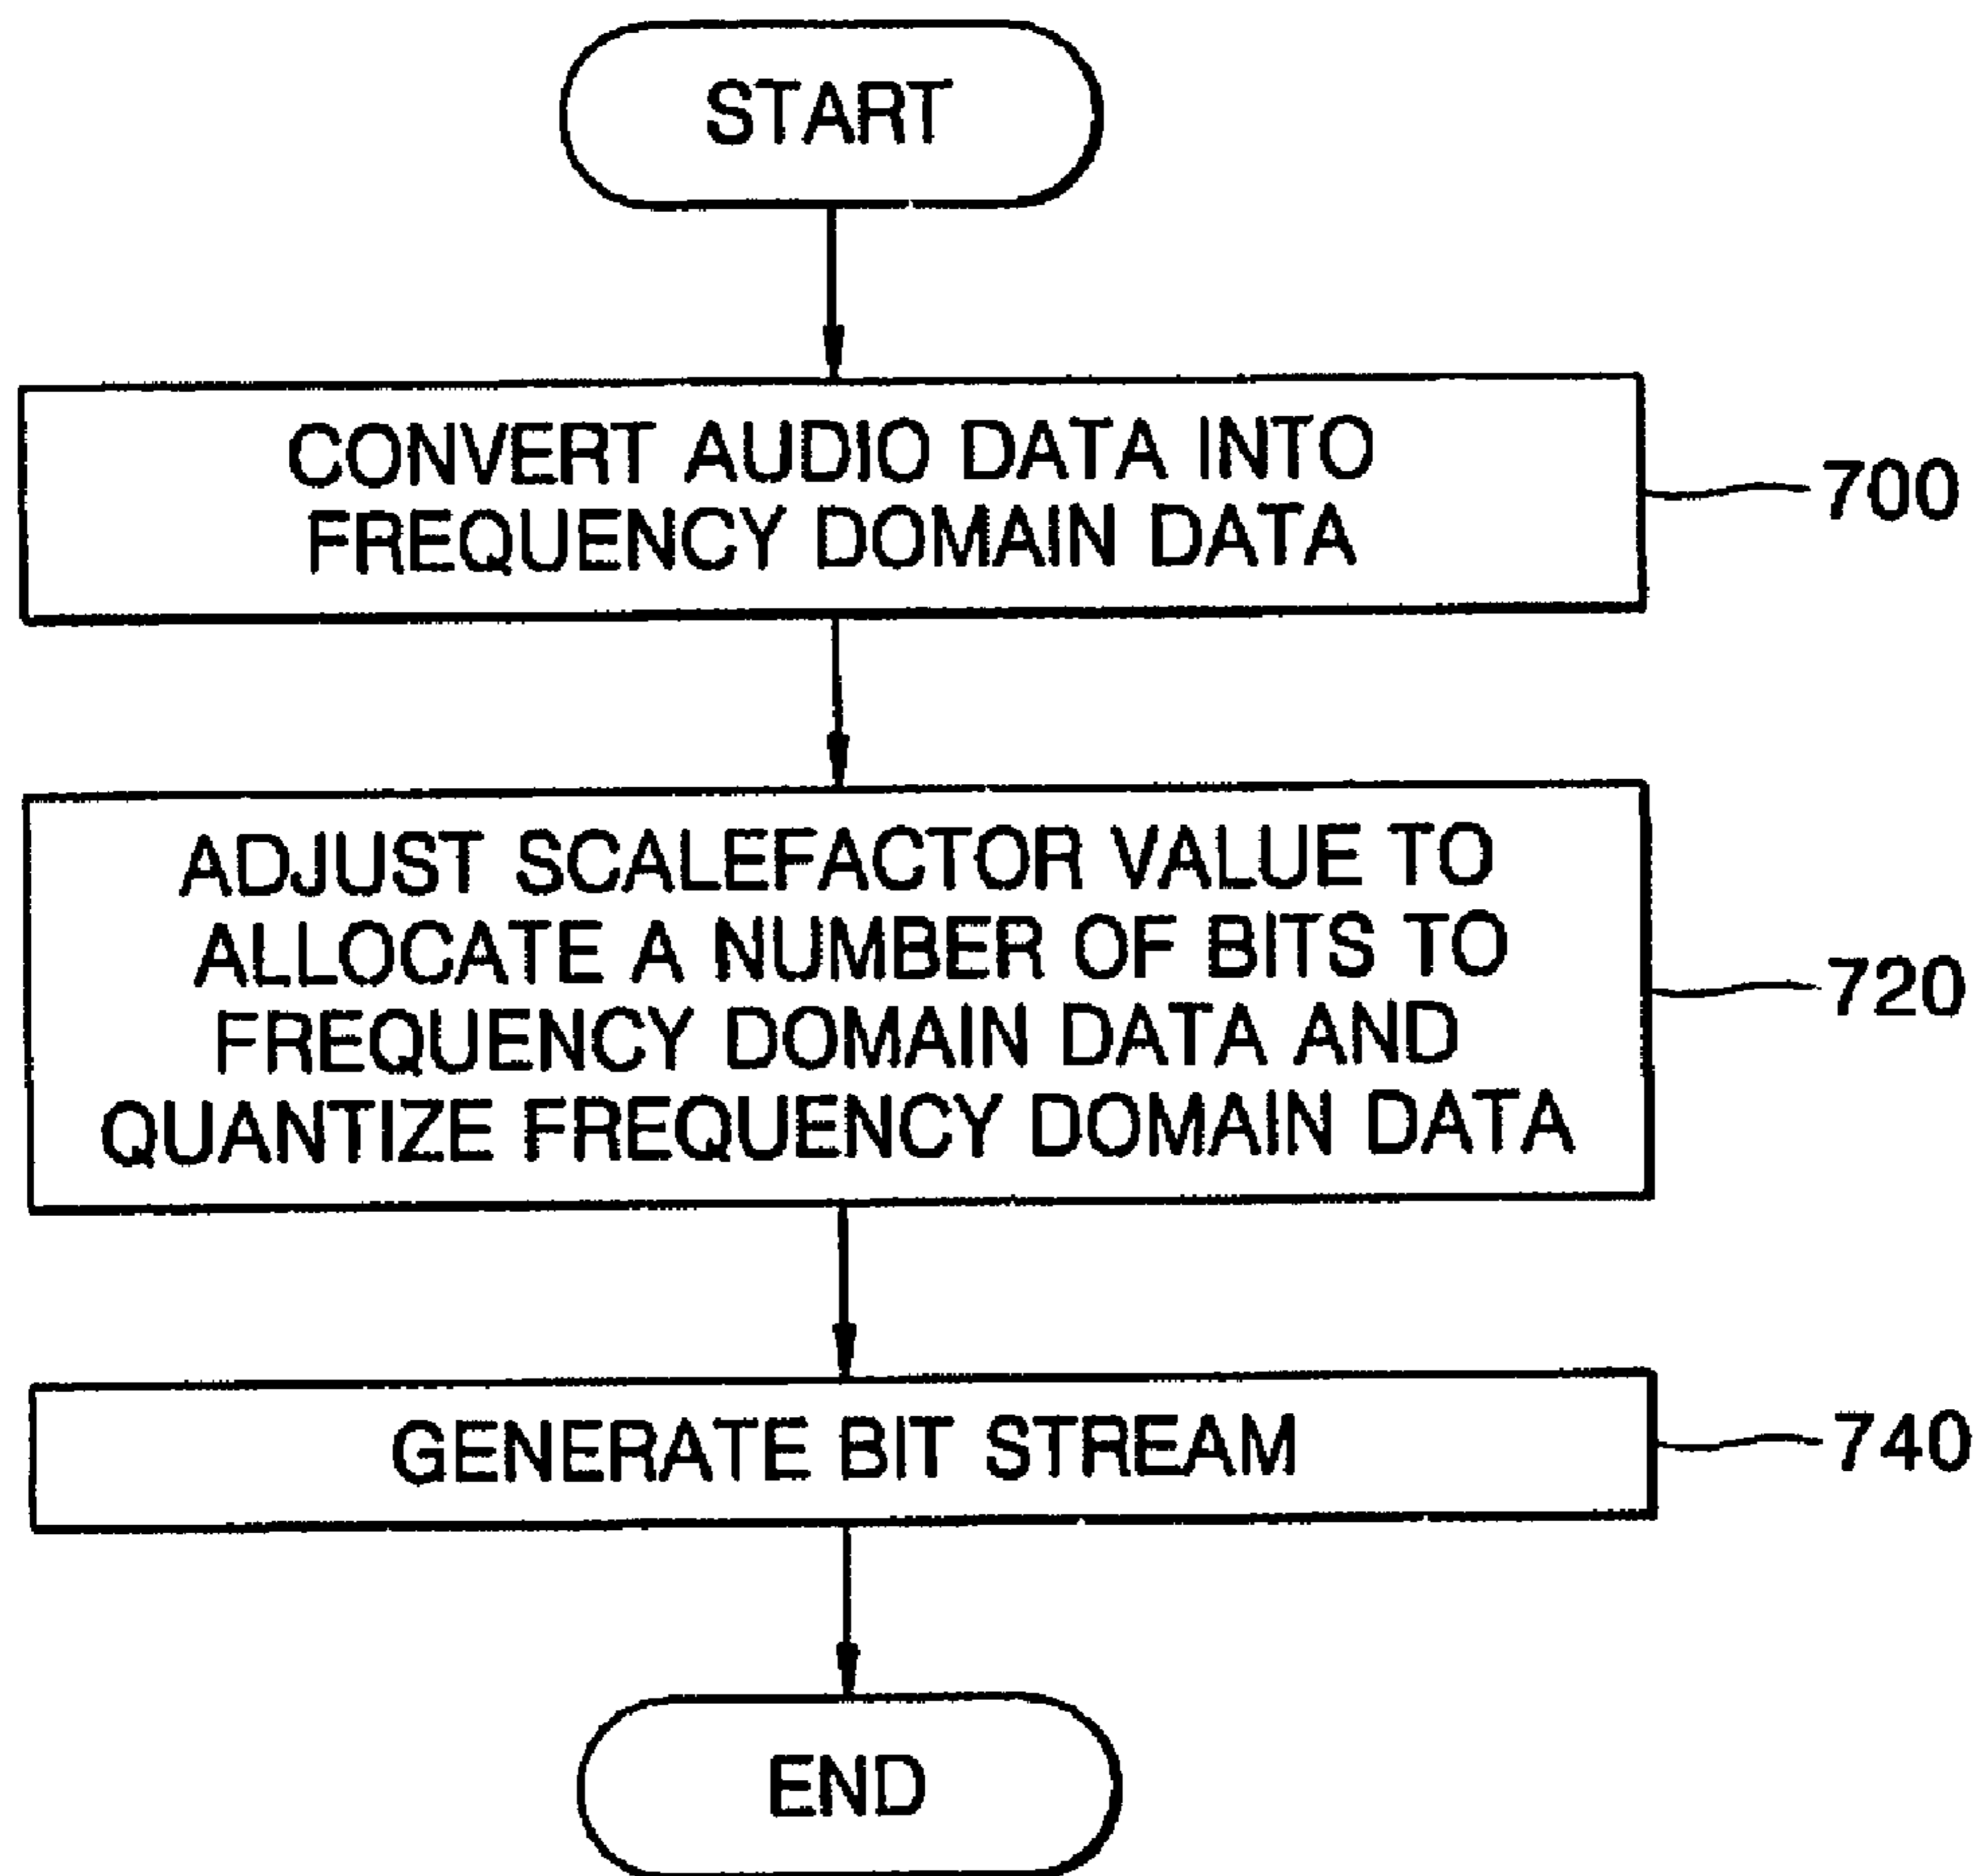 START
CONVERT AUDIO DATA INTO
FREQUENCY DOMAIN DATA
700
ADJUST SCALEFACTOR VALUE TO
ALLOCATE A NUMBER OF BITS TO
FREQUENCY DOMAIN DATA AND
QUANTIZE FREQUENCY DOMAIN DATA
720
GENERATE BIT STREAM
740
END